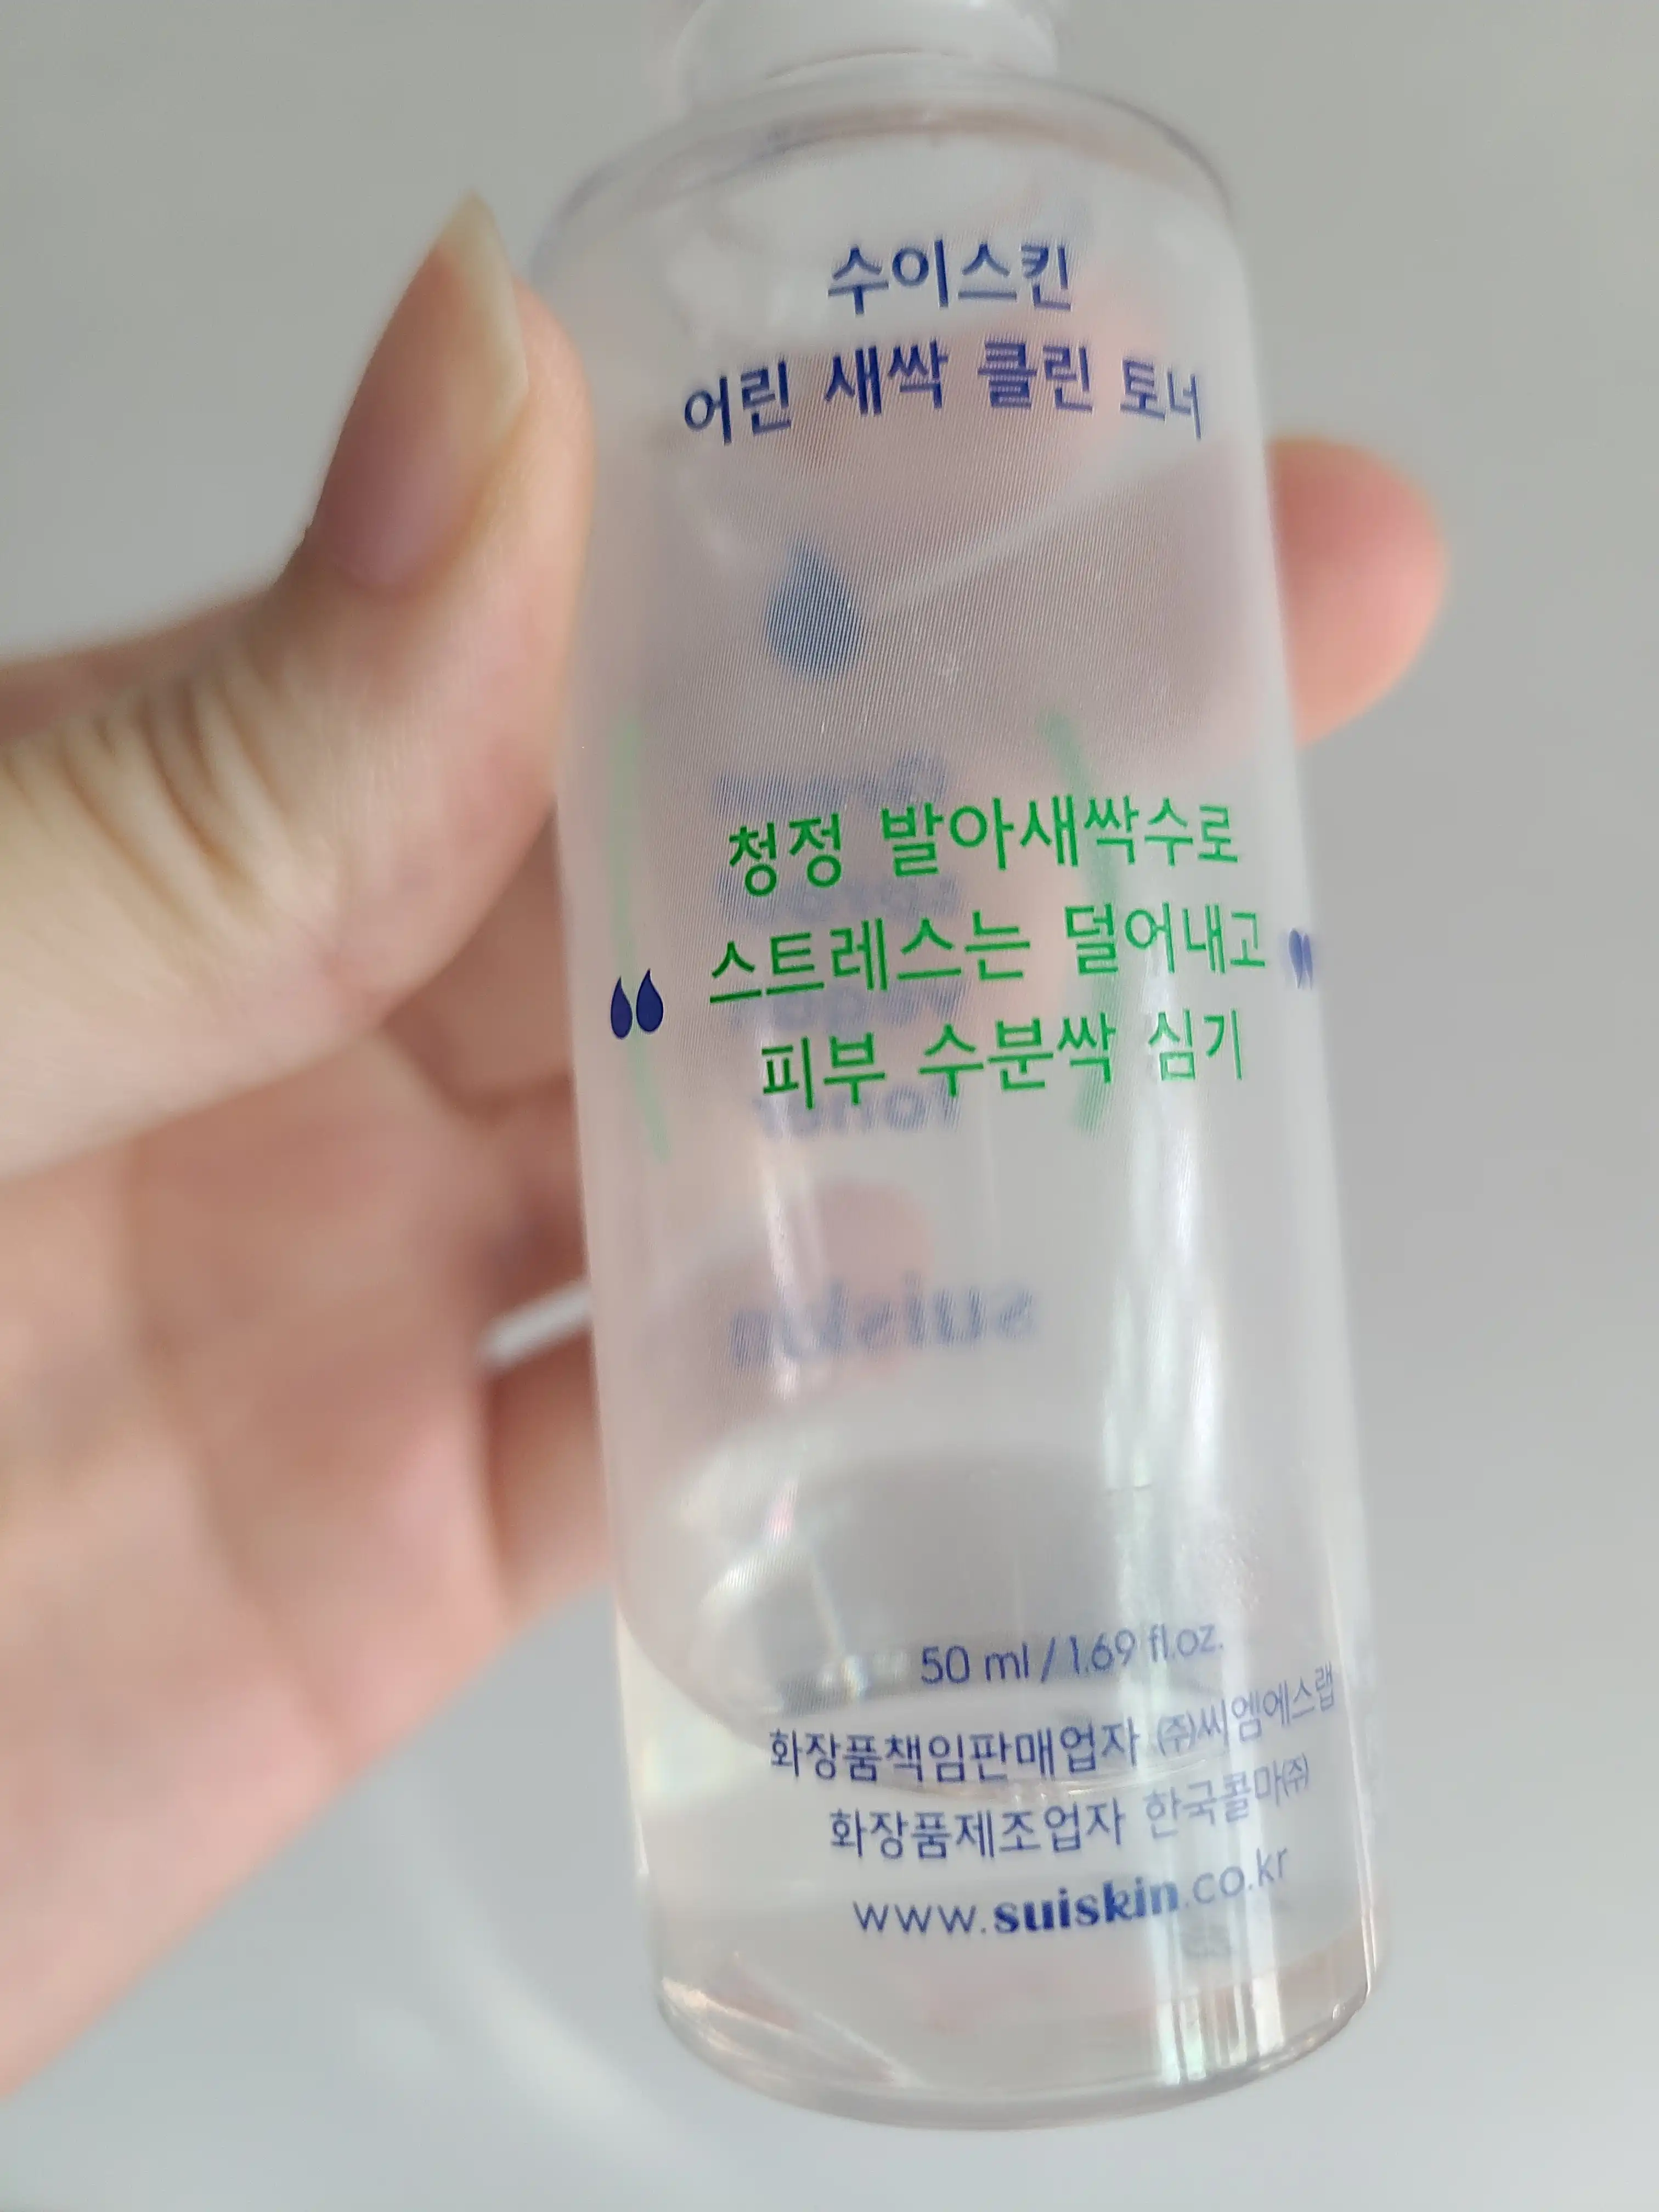 수이스킨
어린 새싹 클린 토너
청정 발아새싹수로
스트레스는 덜어내고
“ ”
피부 수분싹 심기
Toner
suiskin
50 ml / 1.69 fl.oz.
화장품책임판매업자 ㈜씨엠에스랩
화장품제조업자 한국콜마㈜
www.suiskin.co.kr